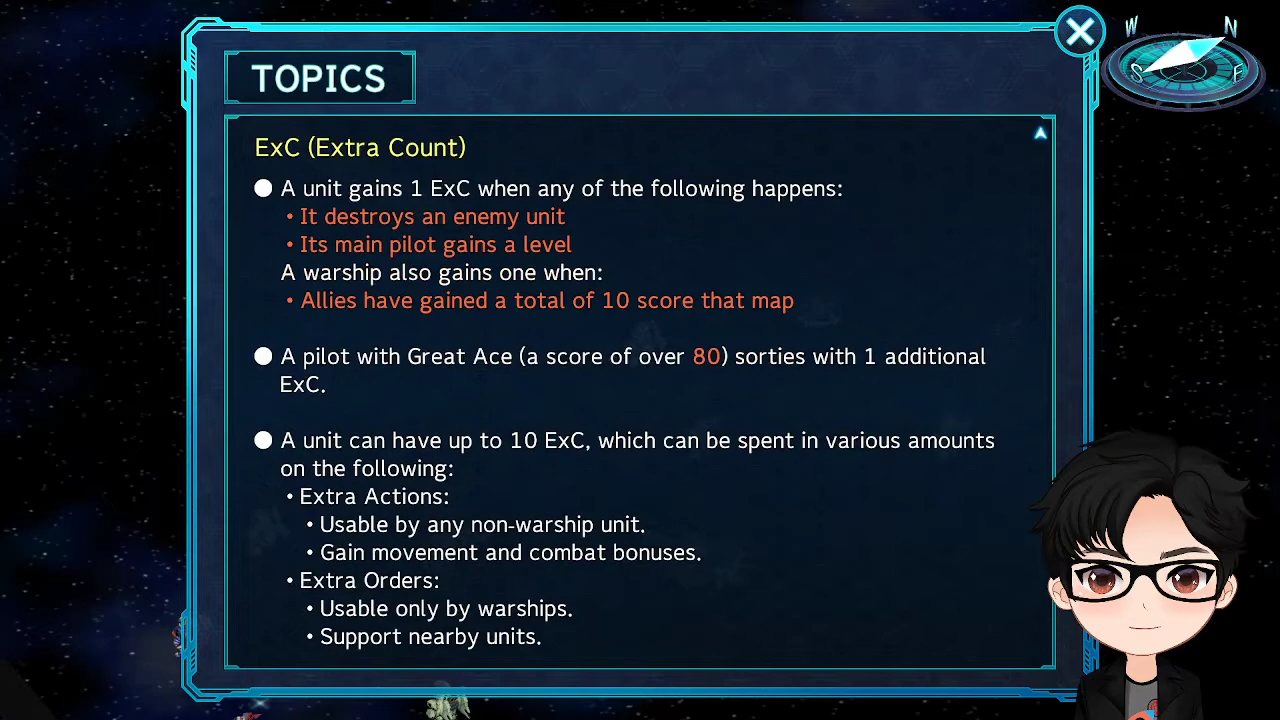 W N
S E
TOPICS
ExC (Extra Count)
● A unit gains 1 ExC when any of the following happens:
• It destroys an enemy unit
• Its main pilot gains a level
A warship also gains one when:
• Allies have gained a total of 10 score that map
● A pilot with Great Ace (a score of over 80) sorties with 1 additional
ExC.
● A unit can have up to 10 ExC, which can be spent in various amounts
on the following:
• Extra Actions:
• Usable by any non-warship unit.
• Gain movement and combat bonuses.
• Extra Orders:
• Usable only by warships.
• Support nearby units.